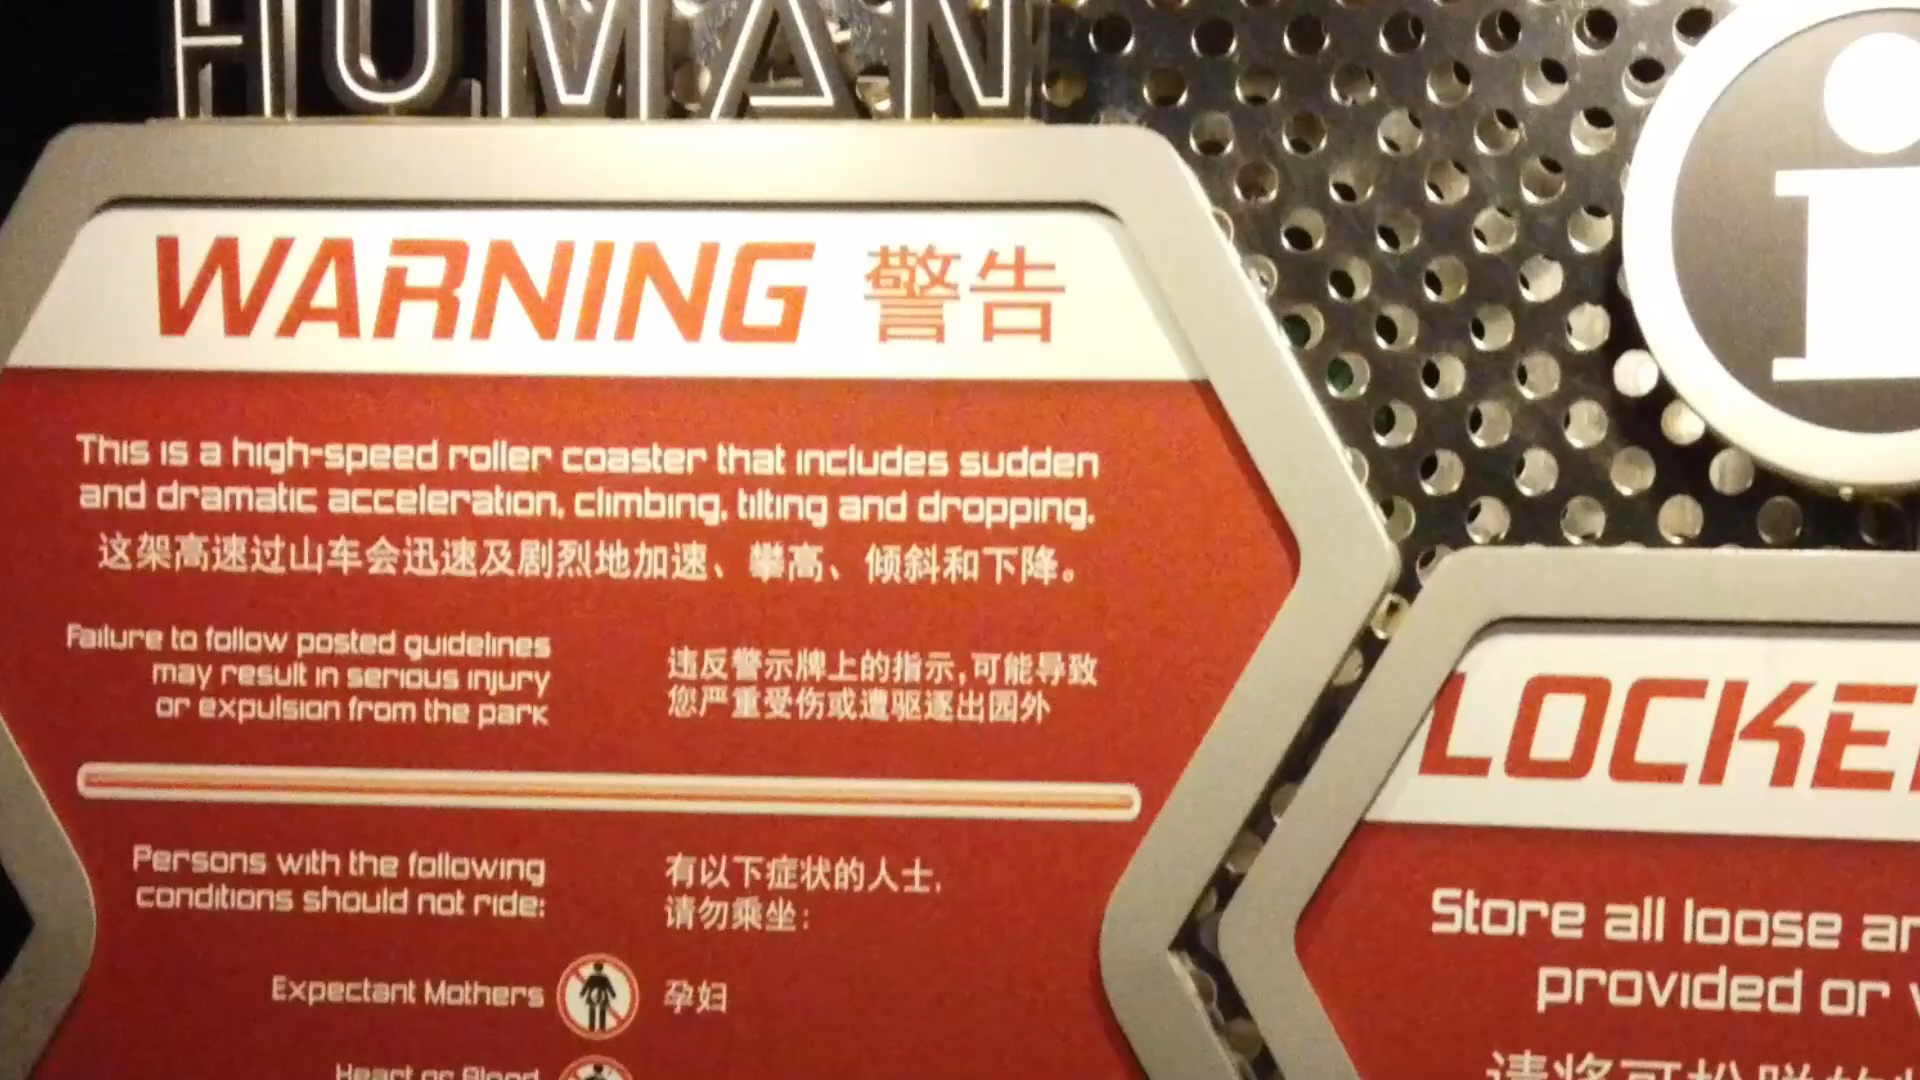 HUMAN
WARNING 警告
This is a high-speed roller coaster that includes sudden
and dramatic acceleration, climbing, tilting and dropping.
这架高速过山车会迅速及剧烈地加速、攀高、倾斜和下降。
Failure to follow posted guidelines
may result in serious injury
or expulsion from the park
违反警示牌上的指示,可能导致
您严重受伤或遭驱逐出园外
Persons with the following
conditions should not ride:
有以下症状的人士,
请勿乘坐:
Expectant Mothers
孕妇
Heart or Blood
i
LOCKE
Store all loose
provided or
请将可松脱的